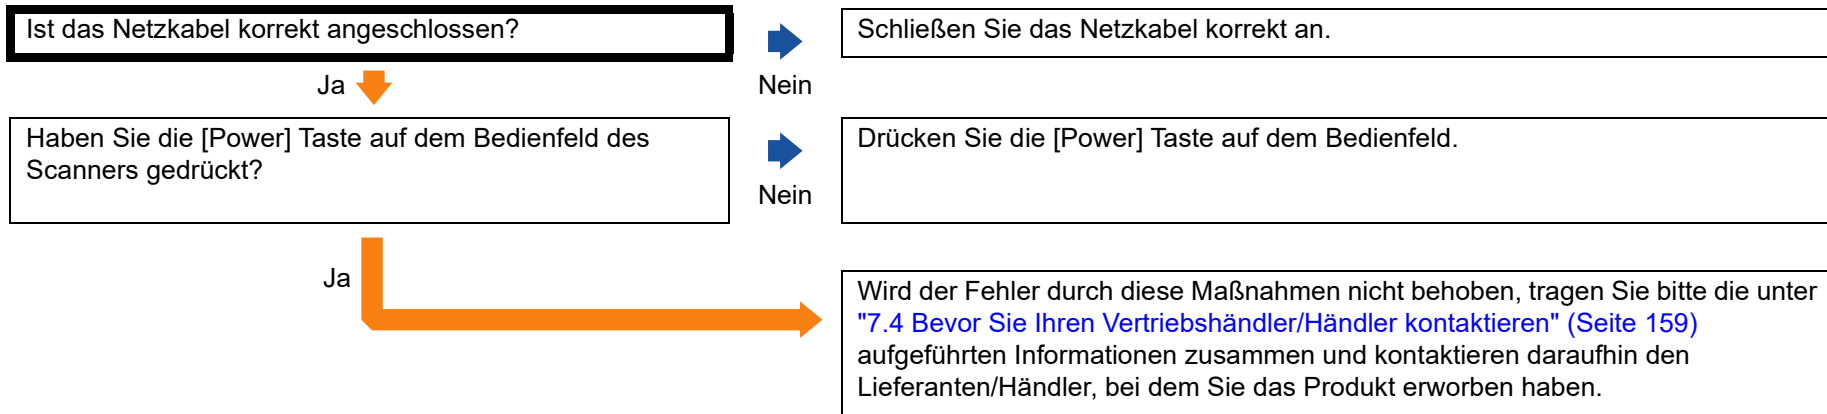 Ist das Netzkabel korrekt angeschlossen?
Schließen Sie das Netzkabel korrekt an.
Ja
Nein
Haben Sie die [Power] Taste auf dem Bedienfeld des
Scanners gedrückt?
Drücken Sie die [Power] Taste auf dem Bedienfeld.
Nein
Ja
Wird der Fehler durch diese Maßnahmen nicht behoben, tragen Sie bitte die unter
"7.4 Bevor Sie Ihren Vertriebshändler/Händler kontaktieren" (Seite 159)
aufgeführten Informationen zusammen und kontaktieren daraufhin den
Lieferanten/Händler, bei dem Sie das Produkt erworben haben.